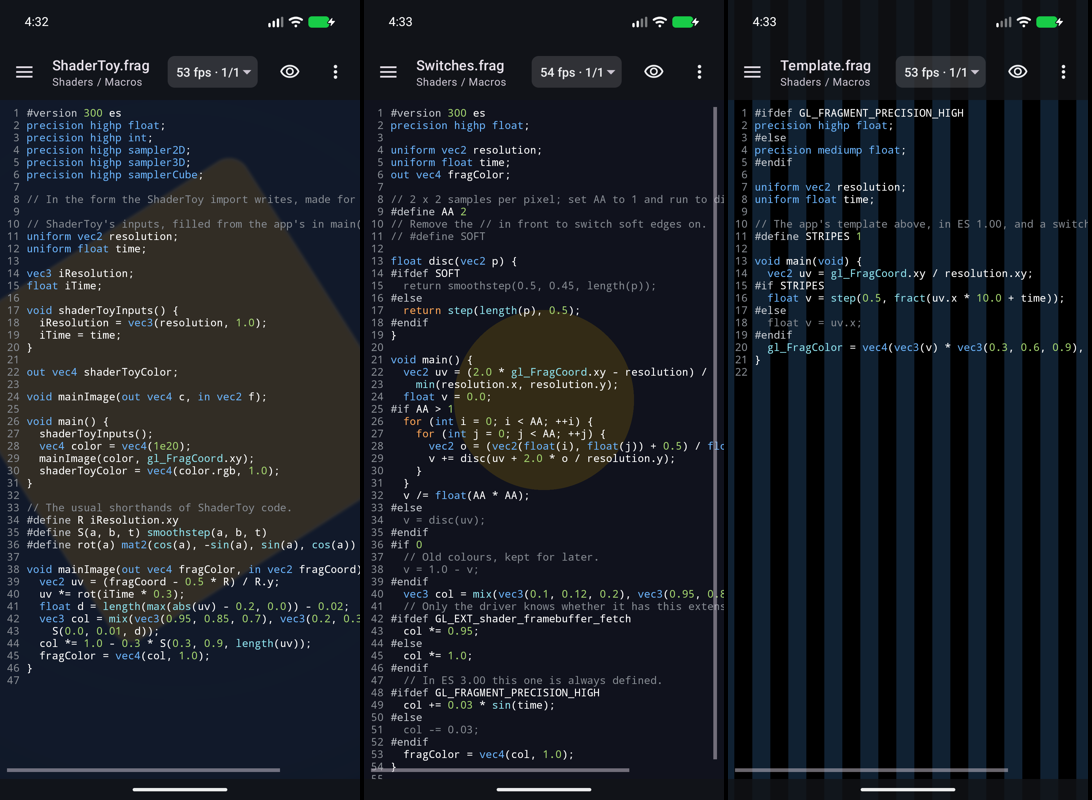 4:32
ShaderToy.frag
Shaders / Macros
53 fps · 1/1
1 #version 300 es
2 precision highp float;
3 precision highp int;
4 precision highp sampler2D;
5 precision highp sampler3D;
6 precision highp samplerCube;
7
8 // In the form the ShaderToy import writes, made for
9
10 // ShaderToy's inputs, filled from the app's in main(
11 uniform vec2 resolution;
12 uniform float time;
13
14 vec3 iResolution;
15 float iTime;
16
17 void shaderToyInputs() {
18   iResolution = vec3(resolution, 1.0);
19   iTime = time;
20 }
21
22 out vec4 shaderToyColor;
23
24 void mainImage(out vec4 c, in vec2 f);
25
26 void main() {
27   shaderToyInputs();
28   vec4 color = vec4(1e20);
29   mainImage(color, gl_FragCoord.xy);
30   shaderToyColor = vec4(color.rgb, 1.0);
31 }
32
33 // The usual shorthands of ShaderToy code.
34 #define R iResolution.xy
35 #define S(a, b, t) smoothstep(a, b, t)
36 #define rot(a) mat2(cos(a), -sin(a), sin(a), cos(a))
37
38 void mainImage(out vec4 fragColor, in vec2 fragCoord)
39   vec2 uv = (fragCoord - 0.5 * R) / R.y;
40   uv *= rot(iTime * 0.3);
41   float d = length(max(abs(uv) - 0.2, 0.0)) - 0.02;
42   vec3 col = mix(vec3(0.95, 0.85, 0.7), vec3(0.2, 0.3
43     S(0.0, 0.01, d));
44   col *= 1.0 - 0.3 * S(0.3, 0.9, length(uv));
45   fragColor = vec4(col, 1.0);
46 }
47
4:33
Switches.frag
Shaders / Macros
54 fps · 1/1
1 #version 300 es
2 precision highp float;
3
4 uniform vec2 resolution;
5 uniform float time;
6 out vec4 fragColor;
7
8 // 2 x 2 samples per pixel; set AA to 1 and run to di
9 #define AA 2
10 // Remove the // in front to switch soft edges on.
11 // #define SOFT
12
13 float disc(vec2 p) {
14 #ifdef SOFT
15   return smoothstep(0.5, 0.45, length(p));
16 #else
17   return step(length(p), 0.5);
18 #endif
19 }
20
21 void main() {
22   vec2 uv = (2.0 * gl_FragCoord.xy - resolution) /
23     min(resolution.x, resolution.y);
24   float v = 0.0;
25 #if AA > 1
26   for (int i = 0; i < AA; ++i) {
27     for (int j = 0; j < AA; ++j) {
28       vec2 o = (vec2(float(i), float(j)) + 0.5) / flo
29       v += disc(uv + 2.0 * o / resolution.y);
30     }
31   }
32   v /= float(AA * AA);
33 #else
34   v = disc(uv);
35 #endif
36 #if 0
37   // Old colours, kept for later.
38   v = 1.0 - v;
39 #endif
40   vec3 col = mix(vec3(0.1, 0.12, 0.2), vec3(0.95, 0.8
41   // Only the driver knows whether it has this extens
42 #ifdef GL_EXT_shader_framebuffer_fetch
43   col *= 0.95;
44 #else
45   col *= 1.0;
46 #endif
47   // In ES 3.00 this one is always defined.
48 #ifdef GL_FRAGMENT_PRECISION_HIGH
49   col += 0.03 * sin(time);
50 #else
51   col -= 0.03;
52 #endif
53   fragColor = vec4(col, 1.0);
54 }
55
4:33
Template.frag
Shaders / Macros
53 fps · 1/1
1 #ifdef GL_FRAGMENT_PRECISION_HIGH
2 precision highp float;
3 #else
4 precision mediump float;
5 #endif
6
7 uniform vec2 resolution;
8 uniform float time;
9
10 // The app's template above, in ES 1.00, and a switch
11 #define STRIPES 1
12
13 void main(void) {
14   vec2 uv = gl_FragCoord.xy / resolution.xy;
15 #if STRIPES
16   float v = step(0.5, fract(uv.x * 10.0 + time));
17 #else
18   float v = uv.x;
19 #endif
20   gl_FragColor = vec4(vec3(v) * vec3(0.3, 0.6, 0.9),
21 }
22